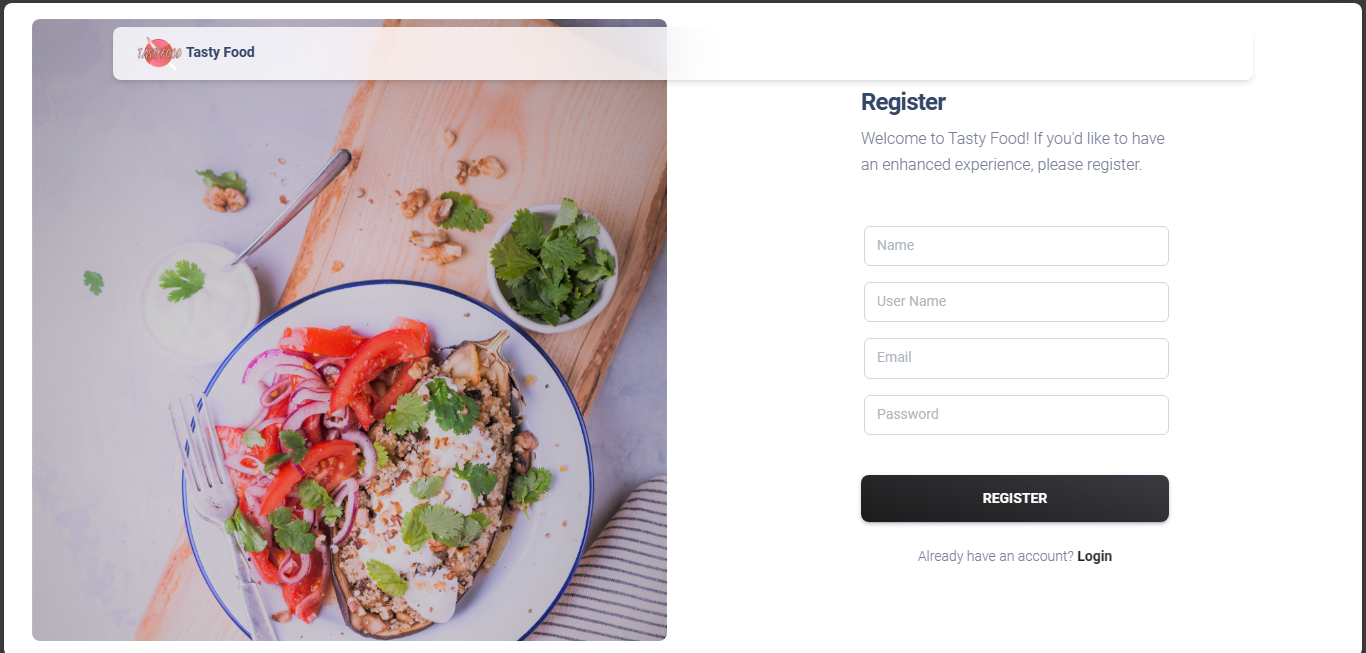 Tasty Food
Register
Welcome to Tasty Food! If you'd like to have
an enhanced experience, please register.
Name
User Name
Email
Password
REGISTER
Already have an account? Login